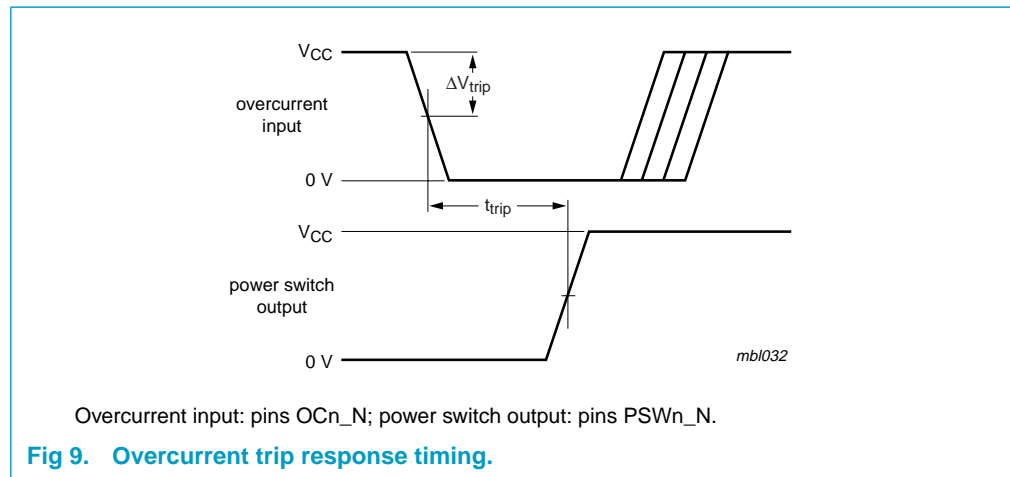 VCC
ΔVtrip
overcurrent
input
0 V
ttrip
VCC
power switch
output
0 V
mbl032
Overcurrent input: pins OCn_N; power switch output: pins PSWn_N.
Fig 9. Overcurrent trip response timing.